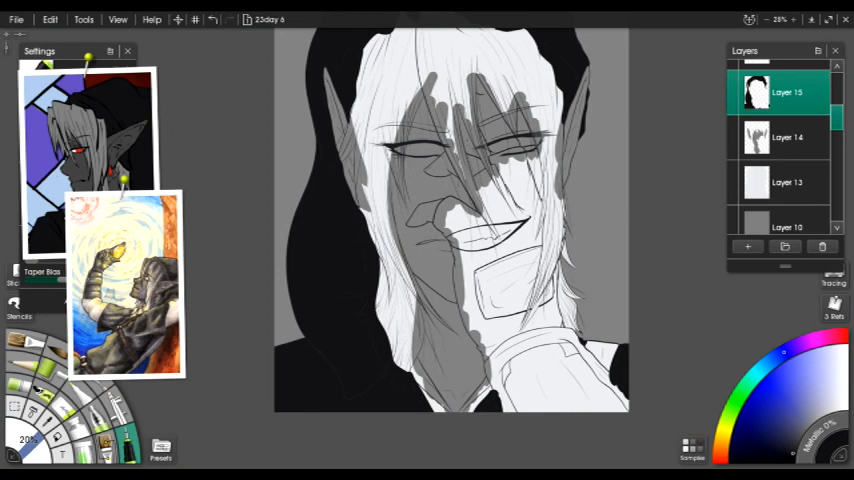 File Edit Tools View Help 23day 6 28%
Settings
Layers
Layer 15
Layer 14
Layer 13
Layer 10
Taper Bias
Stencils
Tracing
3 Refs
20%
T
Presets
Samples
Metallic 0%